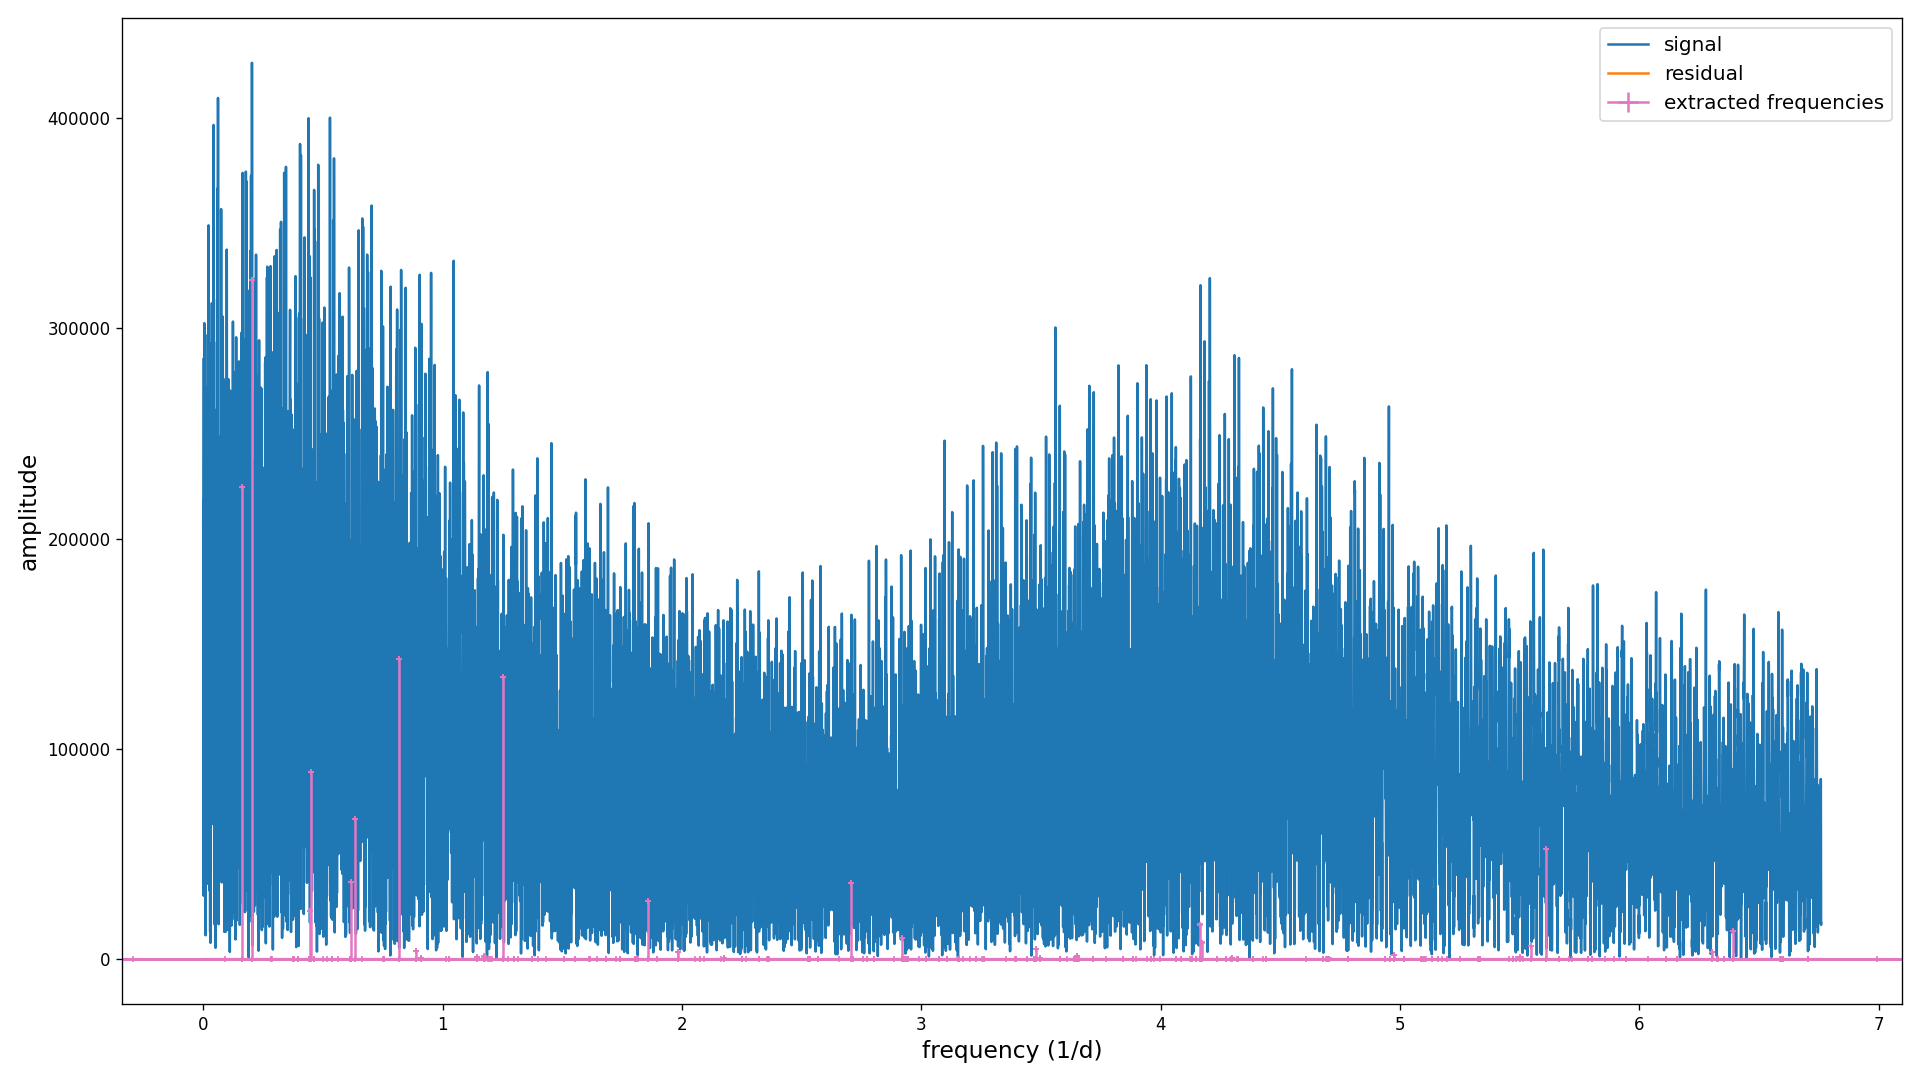 signal
residual
extracted frequencies
amplitude
400000
300000
200000
100000
0
0 1 2 3 4 5 6 7
frequency (1/d)